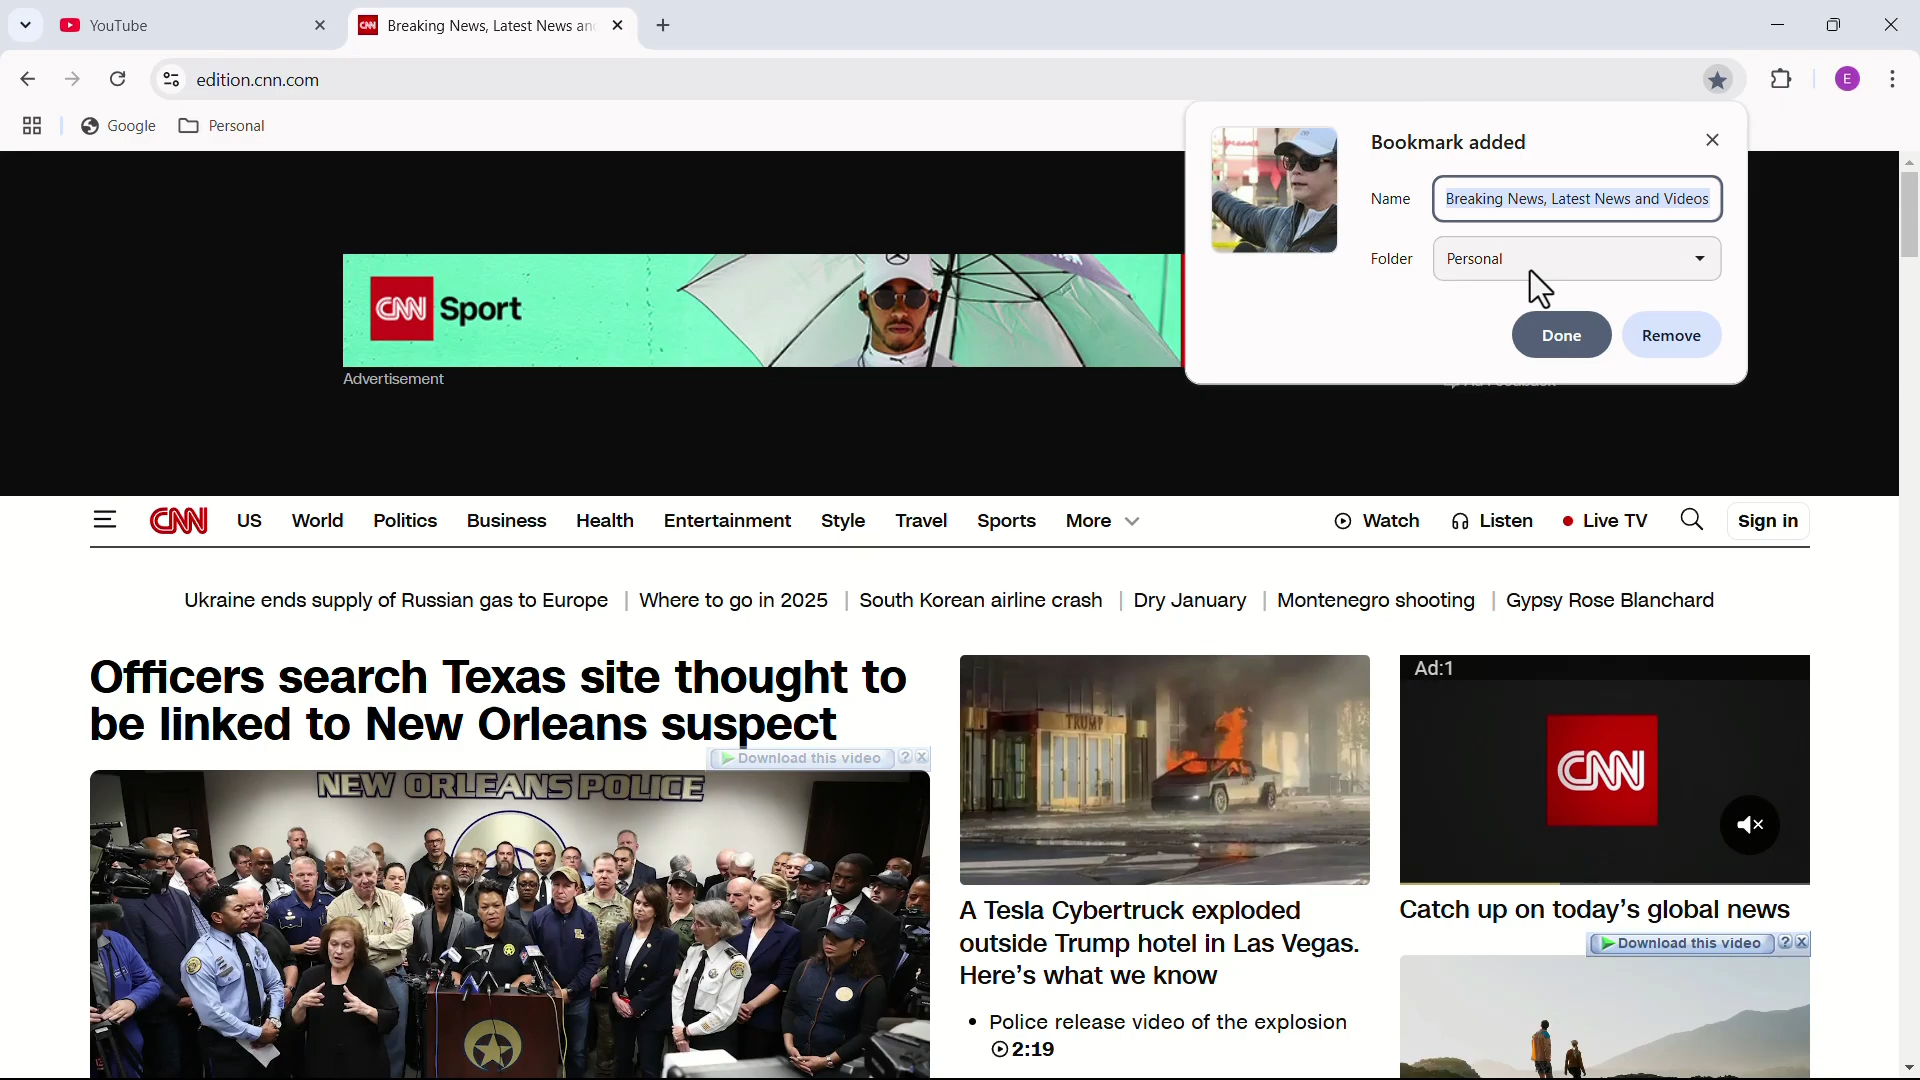 YouTube
CNN Breaking News, Latest News an
edition.cnn.com
E
Google Personal
Bookmark added
Name Breaking News, Latest News and Videos
Folder Personal
Done Remove
CNN Sport
Advertisement
CNN US World Politics Business Health Entertainment Style Travel Sports More Watch Listen Live TV Sign in
Ukraine ends supply of Russian gas to Europe | Where to go in 2025 | South Korean airline crash | Dry January | Montenegro shooting | Gypsy Rose Blanchard
Officers search Texas site thought to
be linked to New Orleans suspect
Download this video ?
NEW ORLEANS POLICE
TRUMP
A Tesla Cybertruck exploded
outside Trump hotel in Las Vegas.
Here's what we know
• Police release video of the explosion
2:19
Ad:1
CNN
Catch up on today's global news
Download this video ?